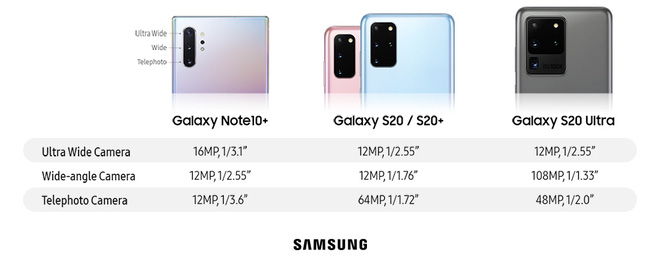 Ultra Wide
Wide
Telephoto
Galaxy Note10+ Galaxy S20 / S20+ Galaxy S20 Ultra
Ultra Wide Camera 16MP, 1/3.1" 12MP, 1/2.55" 12MP, 1/2.55"
Wide-angle Camera 12MP, 1/2.55" 12MP, 1/1.76" 108MP, 1/1.33"
Telephoto Camera 12MP, 1/3.6" 64MP, 1/1.72" 48MP, 1/2.0"
SAMSUNG